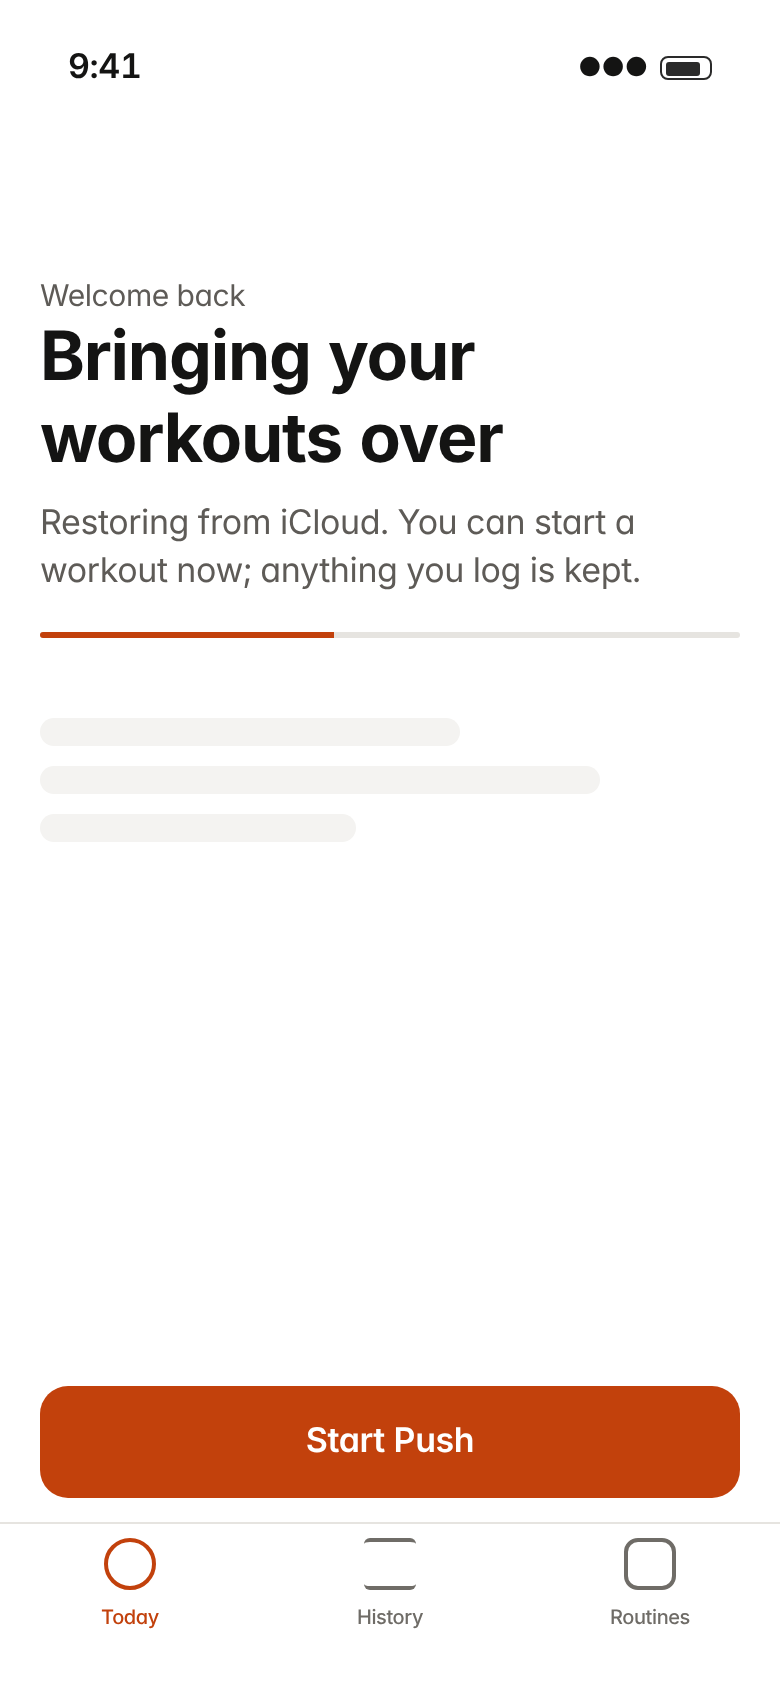 9:41
Welcome back
Bringing your
workouts over
Restoring from iCloud. You can start a
workout now; anything you log is kept.
Start Push
Today
History
Routines